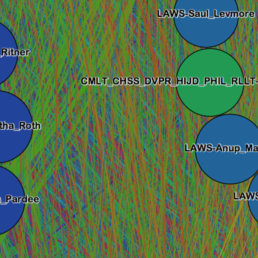 LAWS-Saul_Levmore
Ritner
CMLT_CHSS_DVPR_HIJD_PHIL_RLLT-
tha_Roth
LAWS-Anup_Ma
Pardee
LAWS